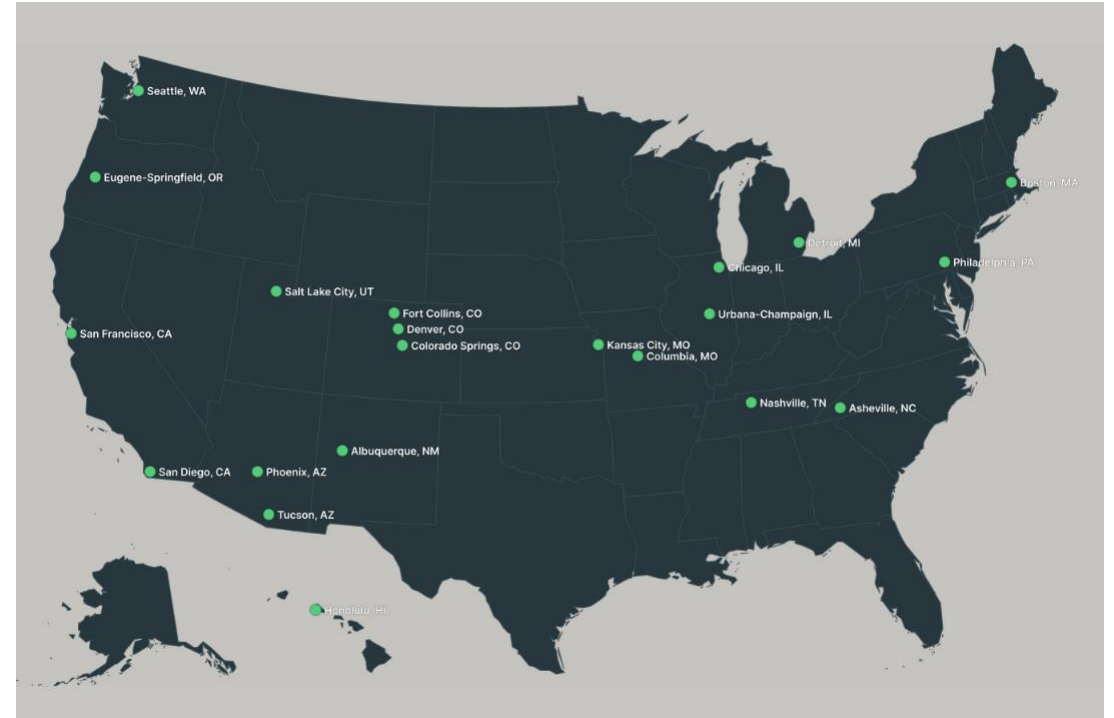 Seattle, WA
Eugene-Springfield, OR
Boston, MA
Detroit, MI
Philadelphia, PA
Chicago, IL
Salt Lake City, UT
Fort Collins, CO
Urbana-Champaign, IL
Denver, CO
San Francisco, CA
Colorado Springs, CO
Kansas City, MO
Columbia, MO
Nashville, TN
Asheville, NC
Albuquerque, NM
San Diego, CA
Phoenix, AZ
Tucson, AZ
Honolulu, HI